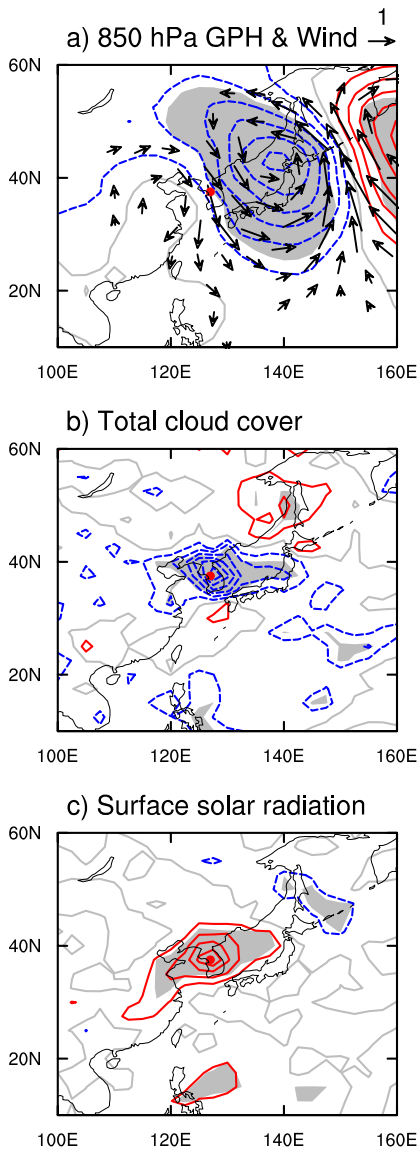 1
a) 850 hPa GPH & Wind
60N
40N
20N
100E 120E 140E 160E
b) Total cloud cover
60N
40N
20N
100E 120E 140E 160E
c) Surface solar radiation
60N
40N
20N
100E 120E 140E 160E